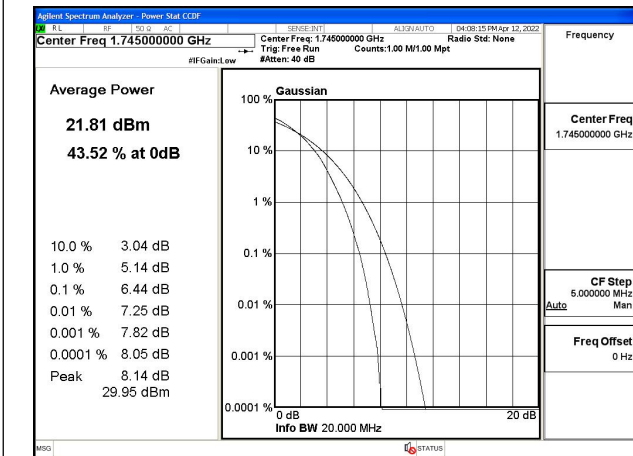 Agilent Spectrum Analyzer - Power Stat CCDF
RL RF 50 Ω AC SENSE:INT ALIGN AUTO 04:08:15 PM Apr 12, 2022
Center Freq 1.745000000 GHz
Center Freq: 1.745000000 GHz Radio Std: None
Trig: Free Run Counts:1.00 M/1.00 Mpt
#IFGain:Low #Atten: 40 dB
Frequency
Average Power
21.81 dBm
43.52 % at 0dB
10.0 % 3.04 dB
1.0 % 5.14 dB
0.1 % 6.44 dB
0.01 % 7.25 dB
0.001 % 7.82 dB
0.0001 % 8.05 dB
Peak 8.14 dB
29.95 dBm
Gaussian
100 %
10 %
1 %
0.1 %
0.01 %
0.001 %
0.0001 %
0 dB 20 dB
Info BW 20.000 MHz
Center Freq
1.745000000 GHz
CF Step
5.000000 MHz
Auto Man
Freq Offset
0 Hz
MSG STATUS